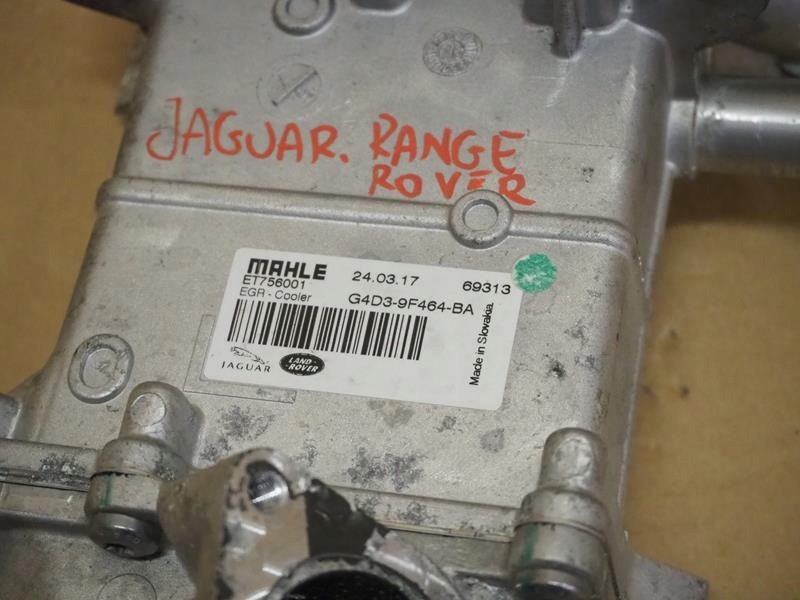 JAGUAR. RANGE
ROVER
MAHLE 24.03.17 69313
ET756001
EGR - Cooler G4D3-9F464-BA
Made in Slovakia
JAGUAR LAND-ROVER